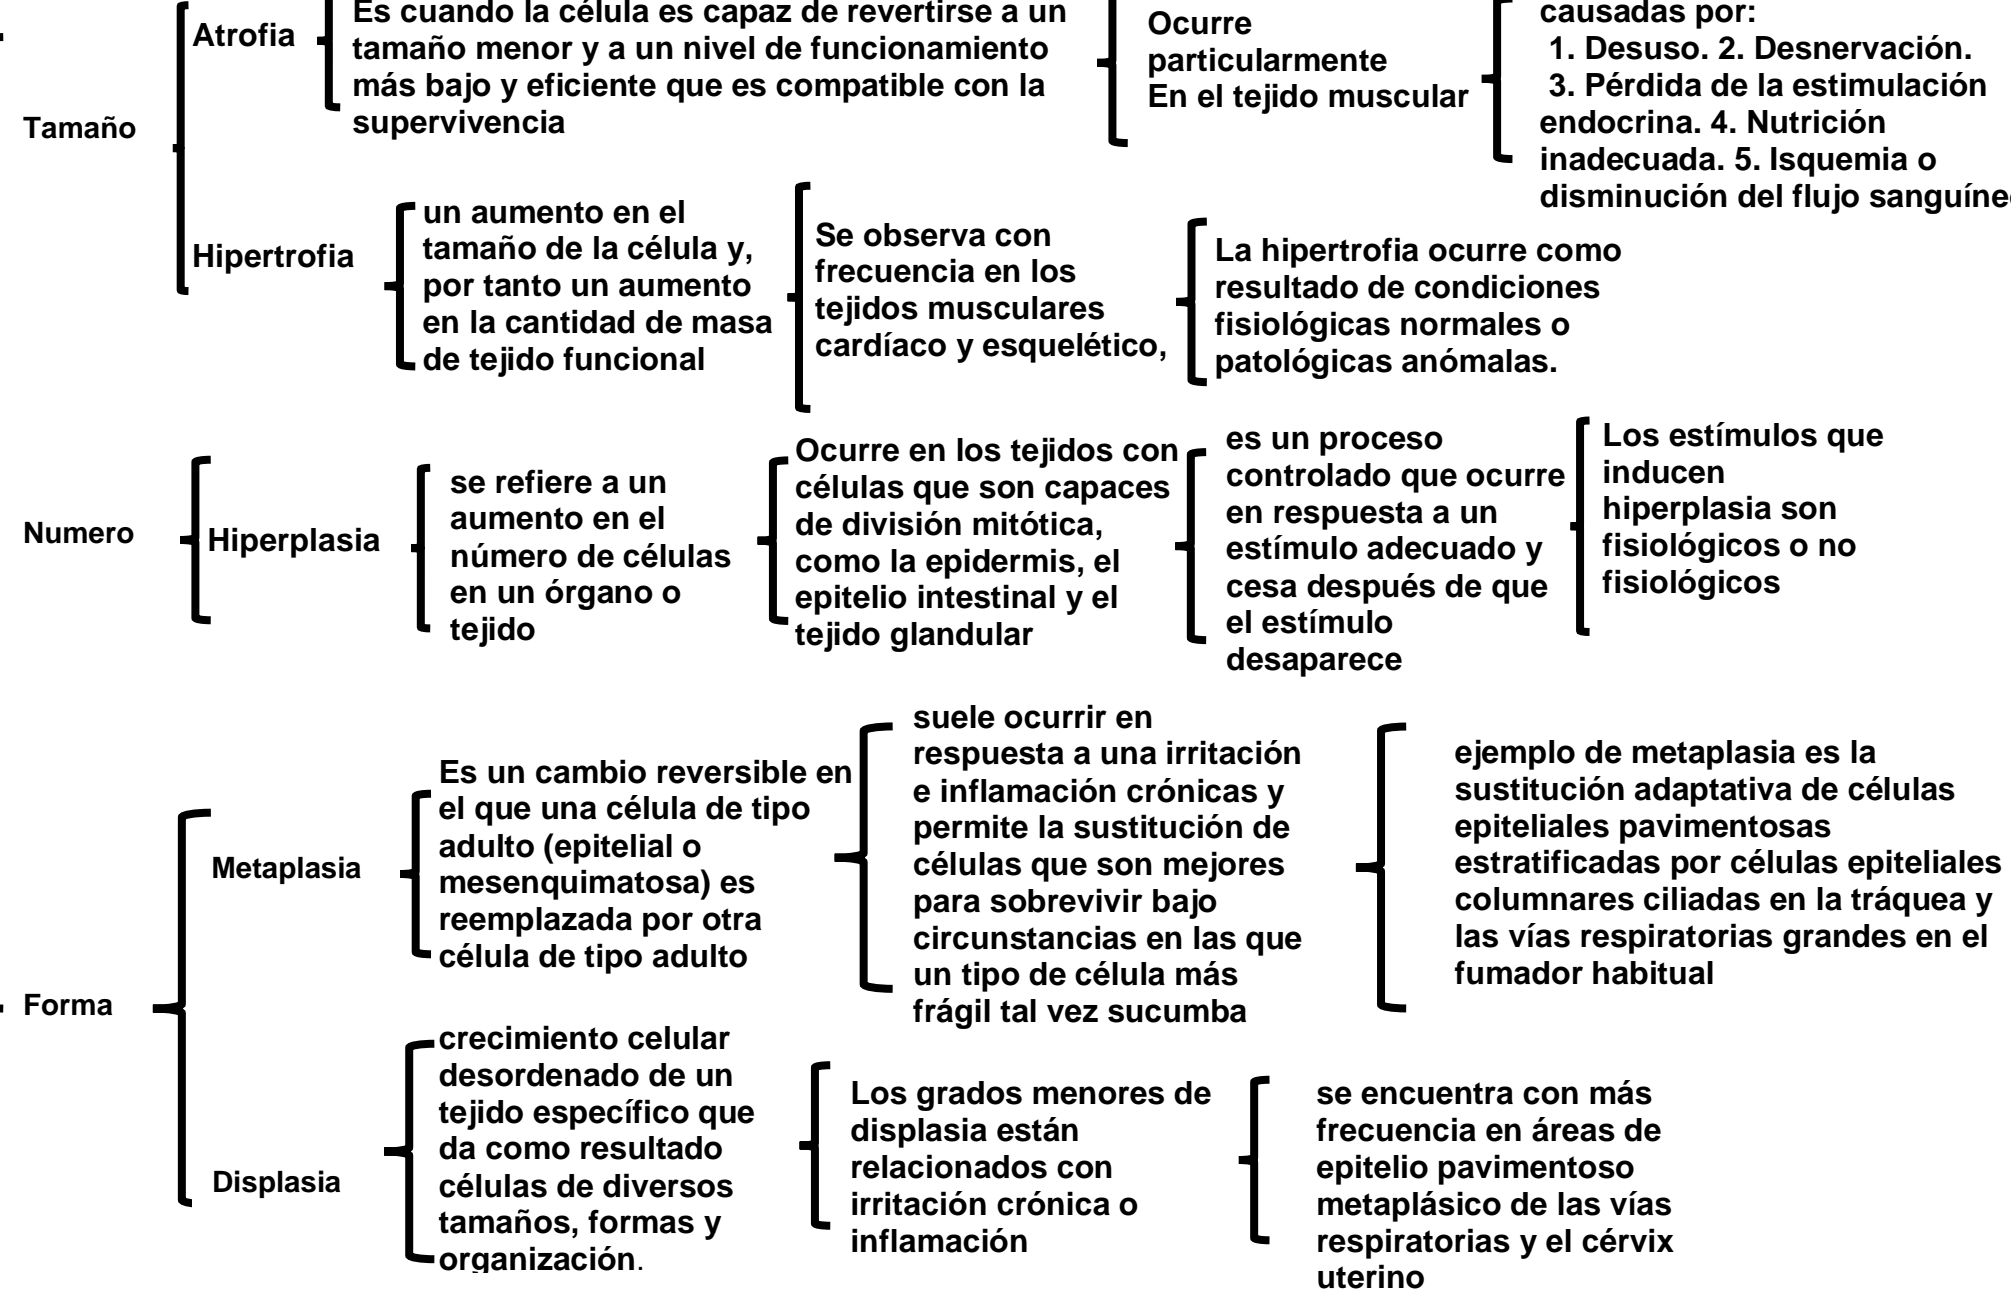 Tamaño
Atrofia
Es cuando la célula es capaz de revertirse a un
tamaño menor y a un nivel de funcionamiento
más bajo y eficiente que es compatible con la
supervivencia
Ocurre
particularmente
En el tejido muscular
causadas por:
1. Desuso. 2. Desnervación.
3. Pérdida de la estimulación
endocrina. 4. Nutrición
inadecuada. 5. Isquemia o
disminución del flujo sanguíneo
Hipertrofia
un aumento en el
tamaño de la célula y,
por tanto un aumento
en la cantidad de masa
de tejido funcional
Se observa con
frecuencia en los
tejidos musculares
cardíaco y esquelético,
La hipertrofia ocurre como
resultado de condiciones
fisiológicas normales o
patológicas anómalas.
Numero
Hiperplasia
se refiere a un
aumento en el
número de células
en un órgano o
tejido
Ocurre en los tejidos con
células que son capaces
de división mitótica,
como la epidermis, el
epitelio intestinal y el
tejido glandular
es un proceso
controlado que ocurre
en respuesta a un
estímulo adecuado y
cesa después de que
el estímulo
desaparece
Los estímulos que
inducen
hiperplasia son
fisiológicos o no
fisiológicos
Forma
Metaplasia
Es un cambio reversible en
el que una célula de tipo
adulto (epitelial o
mesenquimatosa) es
reemplazada por otra
célula de tipo adulto
suele ocurrir en
respuesta a una irritación
e inflamación crónicas y
permite la sustitución de
células que son mejores
para sobrevivir bajo
circunstancias en las que
un tipo de célula más
frágil tal vez sucumba
ejemplo de metaplasia es la
sustitución adaptativa de células
epiteliales pavimentosas
estratificadas por células epiteliales
columnares ciliadas en la tráquea y
las vías respiratorias grandes en el
fumador habitual
Displasia
crecimiento celular
desordenado de un
tejido específico que
da como resultado
células de diversos
tamaños, formas y
organización.
Los grados menores de
displasia están
relacionados con
irritación crónica o
inflamación
se encuentra con más
frecuencia en áreas de
epitelio pavimentoso
metaplásico de las vías
respiratorias y el cérvix
uterino